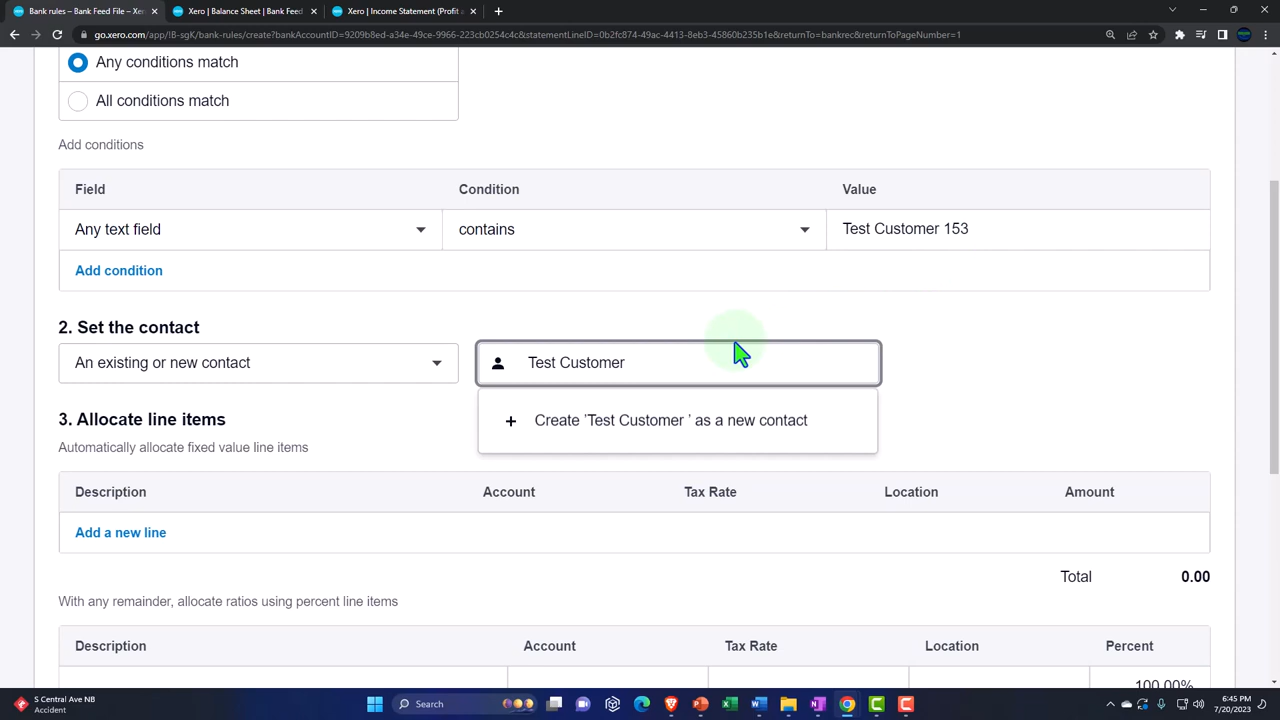 Bank rules – Bank Feed File – Xe
Xero | Balance Sheet | Bank Feed
Xero | Income Statement (Profit a
go.xero.com/app/!8-sgK/bank-rules/create?bankAccountID=9209b8ed-a34e-49ce-9966-223cb0254c4c&statementLineID=0b2fc874-49ac-4413-8eb3-45860b1e5b26&returnTo=bankrec&returnToPageNumber=1
Any conditions match
All conditions match
Add conditions
Field Condition Value
Any text field contains Test Customer 153
Add condition
2. Set the contact
An existing or new contact Test Customer
Create 'Test Customer ' as a new contact
3. Allocate line items
Automatically allocate fixed value line items
Description Account Tax Rate Location Amount
Add a new line
Total 0.00
With any remainder, allocate ratios using percent line items
Description Account Tax Rate Location Percent
100.00%
S Central Ave NB
Accident
Search
6:45 PM
7/20/2023